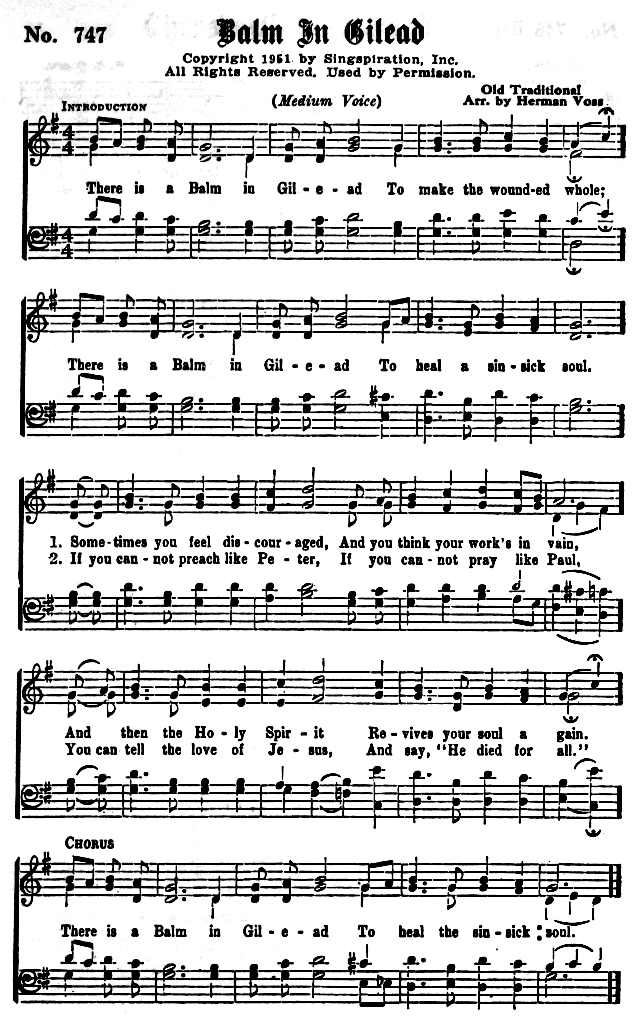 No. 747
Balm In Gilead
Copyright 1951 by Singspiration, Inc.
All Rights Reserved. Used by Permission.
Old Traditional
INTRODUCTION
(Medium Voice)
Arr. by Herman Voss
There is a Balm in Gil - e - ad To make the wound-ed whole;
There is a Balm in Gil - e - ad To heal a sin - sick soul.
1. Some-times you feel dis - cour - aged, And you think your work's in vain,
2. If you can - not preach like Pe - ter, If you can - not pray like Paul,
And then the Ho - ly Spir - it Re - vives your soul a gain.
You can tell the love of Je - sus, And say, "He died for all."
CHORUS
There is a Balm in Gil - e - ad To heal the sin - sick soul.